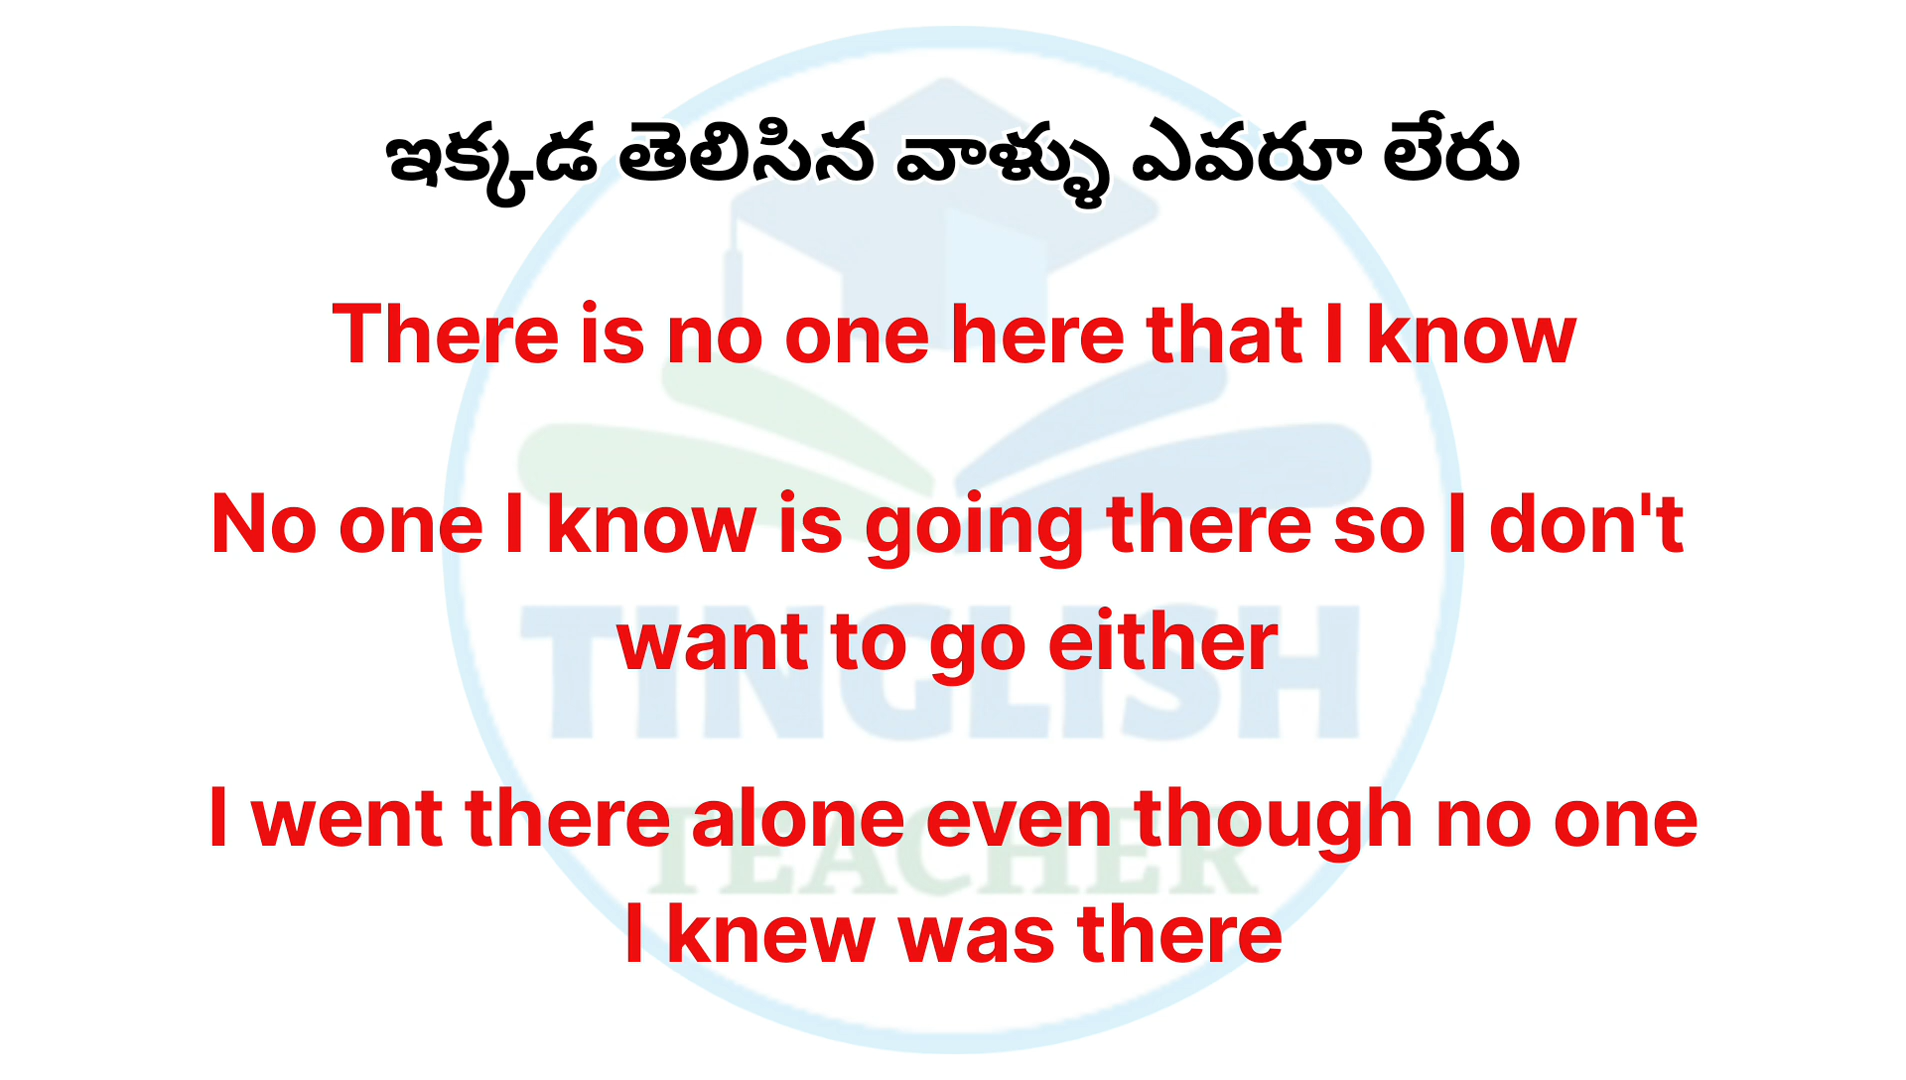 ఇక్కడ తెలిసిన వాళ్ళు ఎవరూ లేరు
There is no one here that I know
No one I know is going there so I don't
want to go either
TINGLISH
I went there alone even though no one
TEACHER
I knew was there